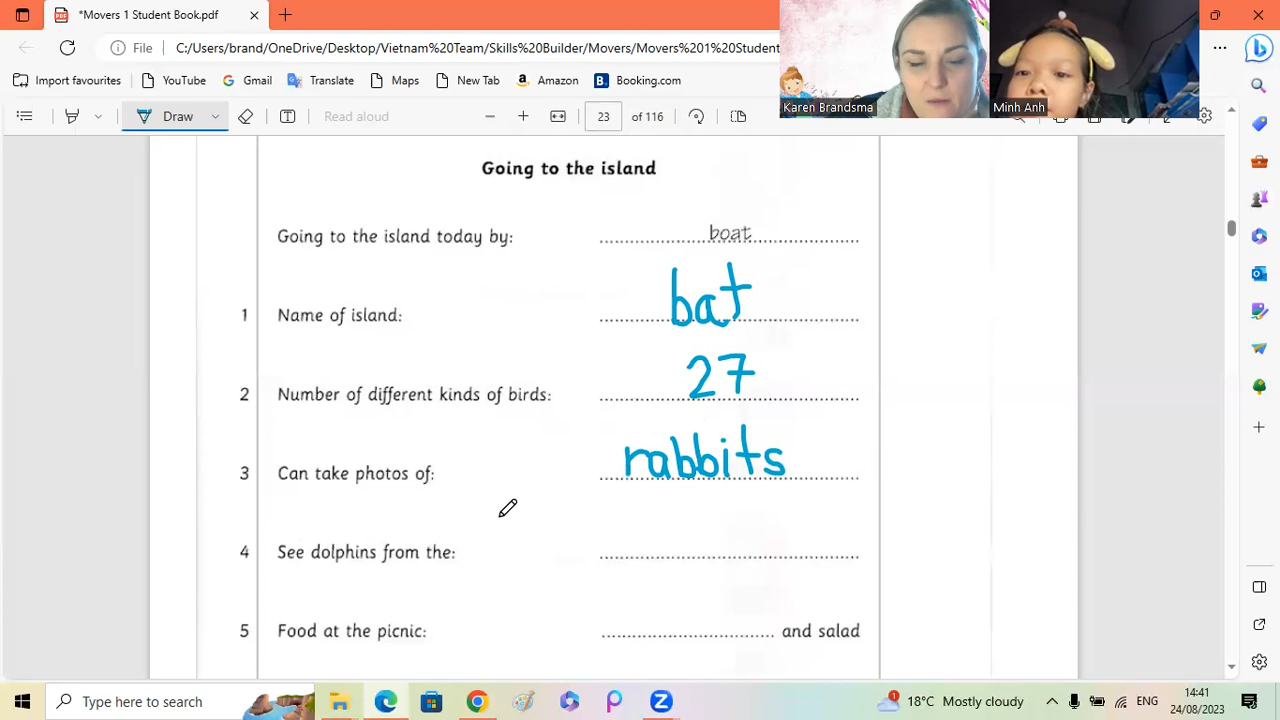 *Movers 1 Student Book.pdf
File C:/Users/brand/OneDrive/Desktop/Vietnam%20Team/Skills%20Builder/Movers/Movers%201%20Student
Import favourites YouTube Gmail Translate Maps New Tab Amazon B. Booking.com
Karen Brandsma Minh Anh
Draw Read aloud 23 of 116
Going to the island
Going to the island today by: boat
1 Name of island: bat
2 Number of different kinds of birds: 27
3 Can take photos of: rabbits
4 See dolphins from the:
5 Food at the picnic: and salad
Type here to search 1 18°C Mostly cloudy ENG 14:41
24/08/2023